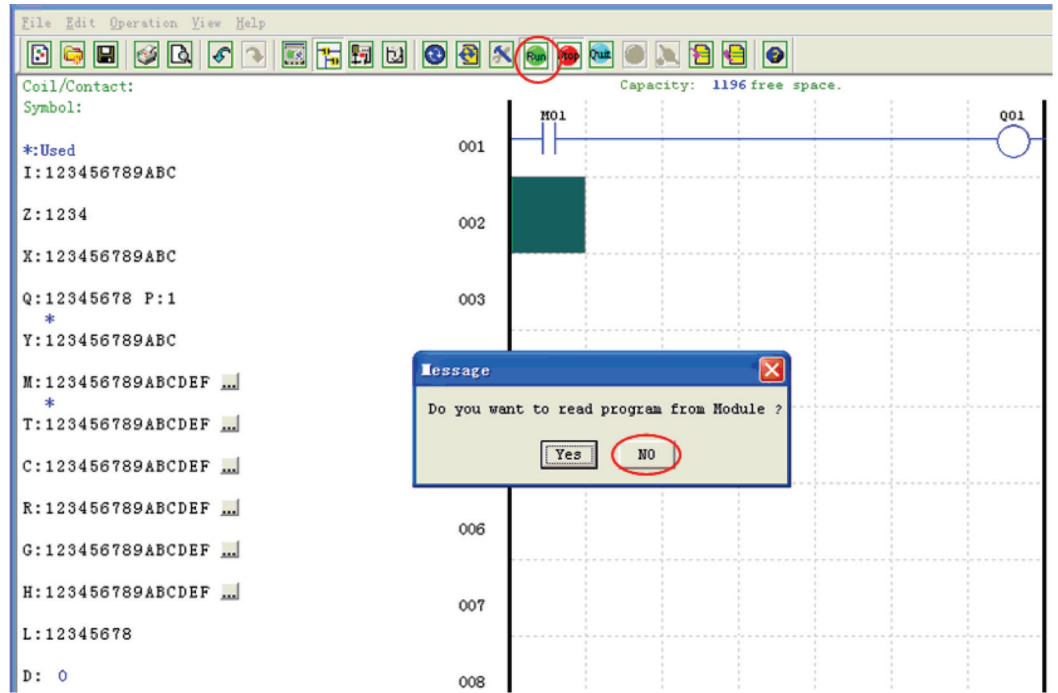 File Edit Operation View Help
Run Stop Quit
Coil/Contact:
Capacity: 1196 free space.
Symbol:
M01
Q01
*:Used
001
I:123456789ABC
Z:1234
002
X:123456789ABC
Q:12345678 P:1
003
*
Y:123456789ABC
Message
M:123456789ABCDEF ...
*
Do you want to read program from Module ?
T:123456789ABCDEF ...
Yes NO
C:123456789ABCDEF ...
R:123456789ABCDEF ...
006
G:123456789ABCDEF ...
H:123456789ABCDEF ...
007
L:12345678
D: 0
008